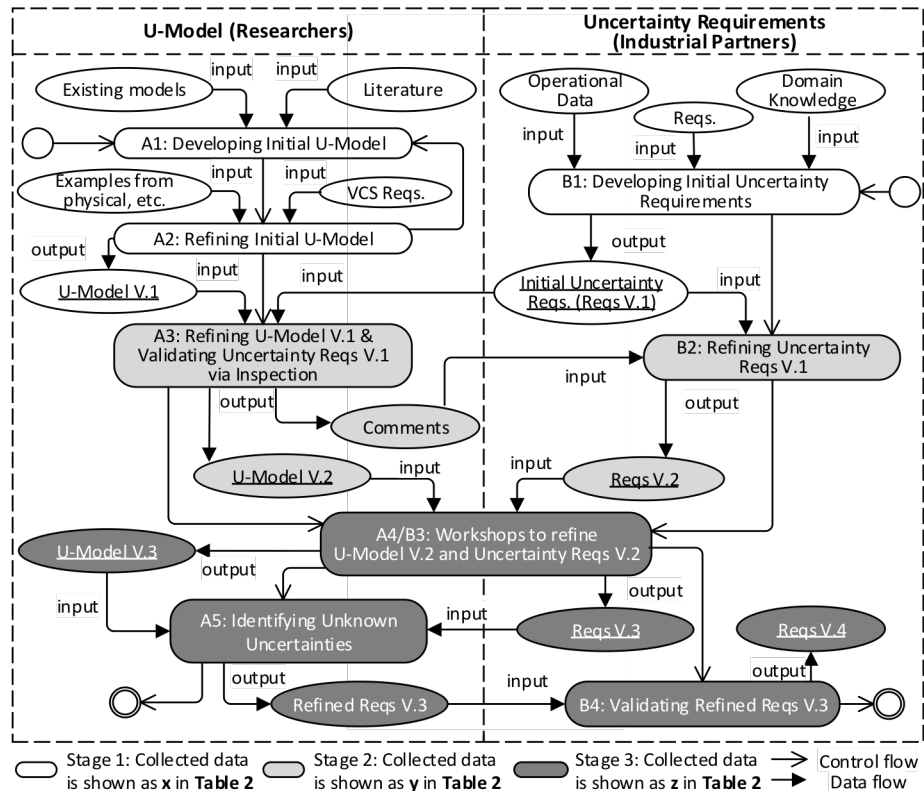 U-Model (Researchers)
Uncertainty Requirements
(Industrial Partners)
input
input
Existing models
Literature
A1: Developing Initial U-Model
input
input
Examples from
physical, etc.
VCS Reqs.
A2: Refining Initial U-Model
output
input
input
U-Model V.1
A3: Refining U-Model V.1 &
Validating Uncertainty Reqs V.1
via Inspection
output
Comments
U-Model V.2
input
Operational
Data
Domain
Knowledge
Reqs.
input
input
input
B1: Developing Initial Uncertainty
Requirements
output
Initial Uncertainty
Reqs. (Reqs V.1)
input
B2: Refining Uncertainty
Reqs V.1
input
output
input
Reqs V.2
A4/B3: Workshops to refine
U-Model V.2 and Uncertainty Reqs V.2
U-Model V.3
output
output
input
A5: Identifying Unknown
Uncertainties
input
Reqs V.3
Reqs V.4
output
output
Refined Reqs V.3
input
B4: Validating Refined Reqs V.3
Stage 1: Collected data
is shown as x in Table 2
Stage 2: Collected data
is shown as y in Table 2
Stage 3: Collected data
is shown as z in Table 2
Control flow
Data flow